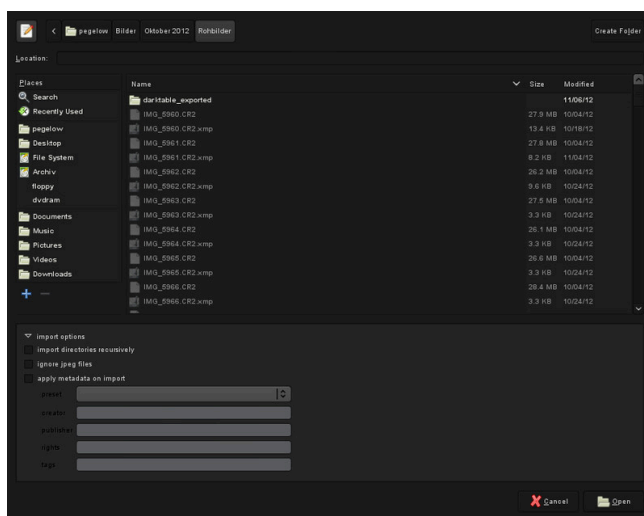 pegelow Bilder Oktober 2012 Rohbilder Create Folder
Location:
Places
Search
Recently Used
pegelow
Desktop
File System
Archiv
floppy
dvdram
Documents
Music
Pictures
Videos
Downloads
Name Size Modified
darktable_exported 11/06/12
IMG_5960.CR2 27.9 MB 10/04/12
IMG_5960.CR2.xmp 13.4 KB 10/18/12
IMG_5961.CR2 27.8 MB 10/04/12
IMG_5961.CR2.xmp 8.2 KB 11/04/12
IMG_5962.CR2 26.2 MB 10/04/12
IMG_5962.CR2.xmp 9.6 KB 10/24/12
IMG_5963.CR2 27.5 MB 10/04/12
IMG_5963.CR2.xmp 3.3 KB 10/24/12
IMG_5964.CR2 26.1 MB 10/04/12
IMG_5964.CR2.xmp 3.3 KB 10/24/12
IMG_5965.CR2 26.6 MB 10/04/12
IMG_5965.CR2.xmp 3.3 KB 10/24/12
IMG_5966.CR2 28.4 MB 10/04/12
IMG_5966.CR2.xmp 3.3 KB 10/24/12
import options
import directories recursively
ignore jpeg files
apply metadata on import
preset
creator
publisher
rights
tags
Cancel Open